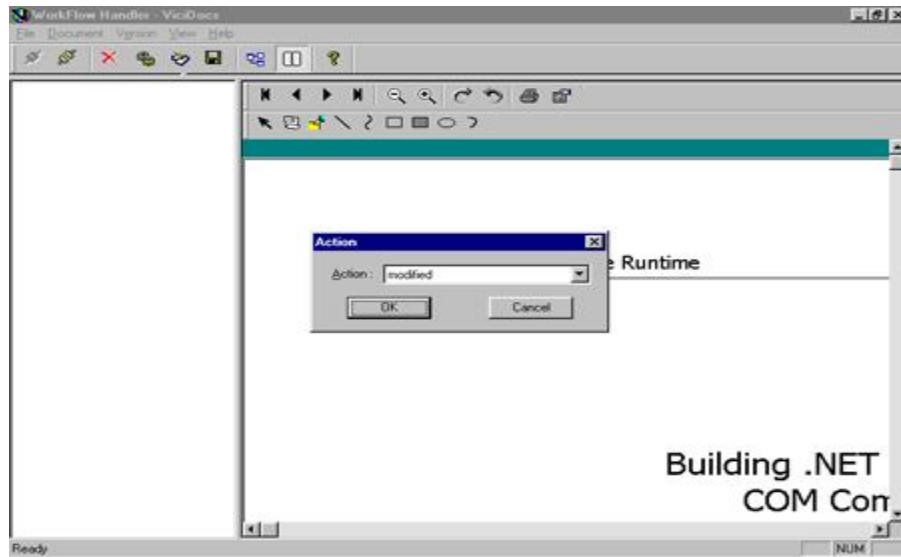 WorkFlow Handler - ViciDocs
File Document Version View Help
Action
e Runtime
Action : modified
OK Cancel
Building .NET
COM Com
Ready NUM